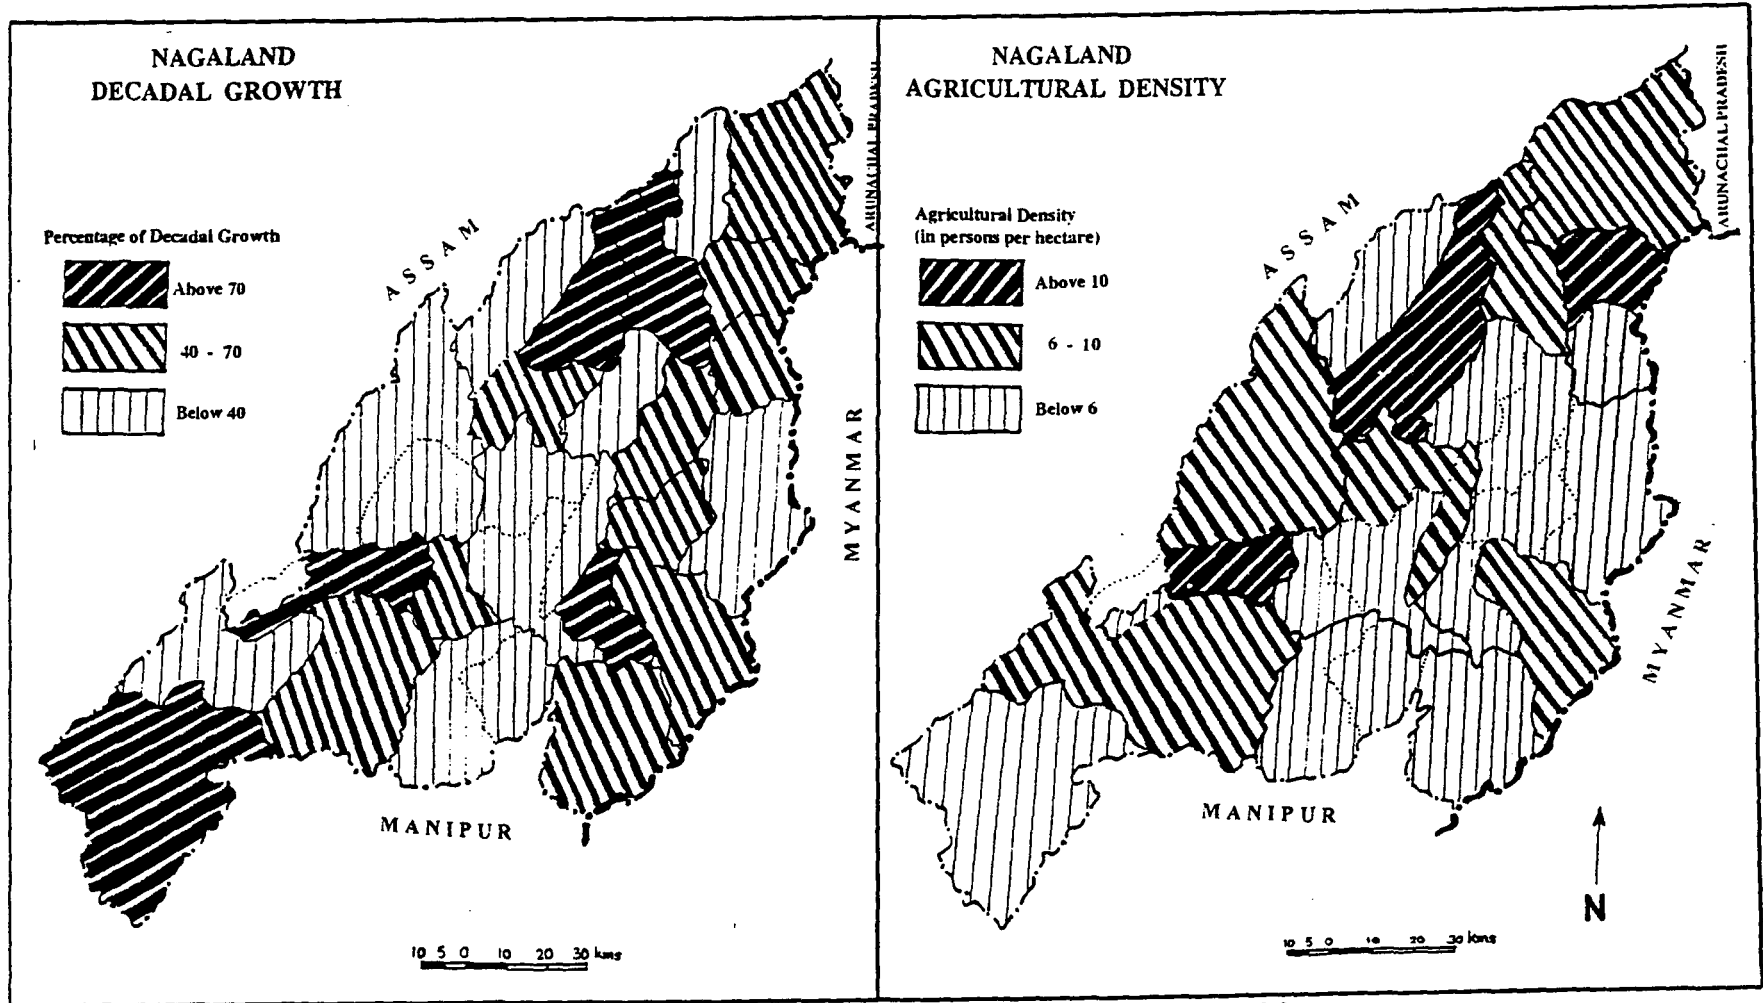 NAGALAND
DECADAL GROWTH
Percentage of Decadal Growth
Above 70
40 - 70
Below 40
ASSAM
ARUNACHAL PRADESH
MYANMAR
MANIPUR
10 5 0 10 20 30 kms
NAGALAND
AGRICULTURAL DENSITY
Agricultural Density
(in persons per hectare)
Above 10
6 - 10
Below 6
ASSAM
ARUNACHAL PRADESH
MYANMAR
MANIPUR
N
10 5 0 10 20 30 kms